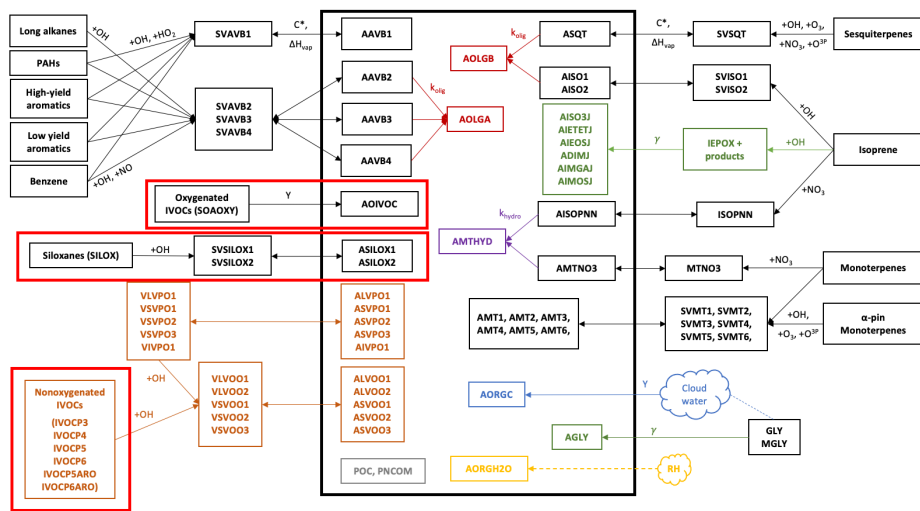 Long alkanes
PAHs
High-yield
aromatics
Low yield
aromatics
Benzene
+OH
+OH, +HO2
+OH, +NO
SVAVB1
SVAVB2
SVAVB3
SVAVB4
C*,
ΔHvap
AAVB1
AAVB2
AAVB3
AAVB4
kolig
AOLGA
kolig
AOLGB
ASQT
C*,
ΔHvap
SVSQT
+OH, +O3,
+NO3, +O3P
Sesquiterpenes
AISO1
AISO2
SVISO1
SVISO2
+OH
AISO3J
AIETETJ
AIEOSJ
ADIMJ
AIMGAJ
AIMOSJ
γ
IEPOX +
products
+OH
Isoprene
+NO3
Oxygenated
IVOCs (SOAOXY)
Y
AOIVOC
khydro
AMTHYD
AISOPNN
ISOPNN
Siloxanes (SILOX)
+OH
SVSILOX1
SVSILOX2
ASILOX1
ASILOX2
AMTNO3
MTNO3
+NO3
Monoterpenes
VLVPO1
VSVPO1
VSVPO2
VSVPO3
VIVPO1
ALVPO1
ASVPO1
ASVPO2
ASVPO3
AIVPO1
AMT1, AMT2, AMT3,
AMT4, AMT5, AMT6,
SVMT1, SVMT2,
SVMT3, SVMT4,
SVMT5, SVMT6,
+OH,
+O3, +O3P
α-pin
Monoterpenes
+OH
Nonoxygenated
IVOCs
(IVOCP3
IVOCP4
IVOCP5
IVOCP6
IVOCP5ARO
IVOCP6ARO)
+OH
VLVOO1
VLVOO2
VSVOO1
VSVOO2
VSVOO3
ALVOO1
ALVOO2
ASVOO1
ASVOO2
ASVOO3
AORGC
Y
Cloud
water
AGLY
γ
GLY
MGLY
POC, PNCOM
AORGH2O
RH